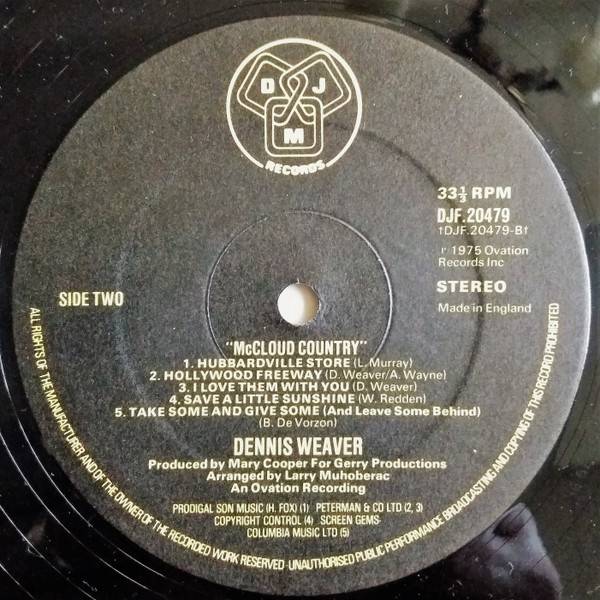 D J M
RECORDS
33⅓ RPM
DJF.20479
†DJF.20479-B†
℗ 1975 Ovation
Records Inc
SIDE TWO
STEREO
Made in England
"McCLOUD COUNTRY"
1. HUBBARDVILLE STORE (L. Murray)
2. HOLLYWOOD FREEWAY (D. Weaver/A. Wayne)
3. I LOVE THEM WITH YOU (D. Weaver)
4. SAVE A LITTLE SUNSHINE (W. Redden)
5. TAKE SOME AND GIVE SOME (And Leave Some Behind)
(B. De Vorzon)
DENNIS WEAVER
Produced by Mary Cooper For Gerry Productions
Arranged by Larry Muhoberac
An Ovation Recording
PRODIGAL SON MUSIC (H. FOX) (1) PETERMAN & CO LTD (2, 3)
COPYRIGHT CONTROL (4) SCREEN GEMS-
COLUMBIA MUSIC LTD (5)
ALL RIGHTS OF THE MANUFACTURER AND OF THE OWNER OF THE RECORDED WORK RESERVED·UNAUTHORISED PUBLIC PERFORMANCE BROADCASTING AND COPYING OF THIS RECORD PROHIBITED